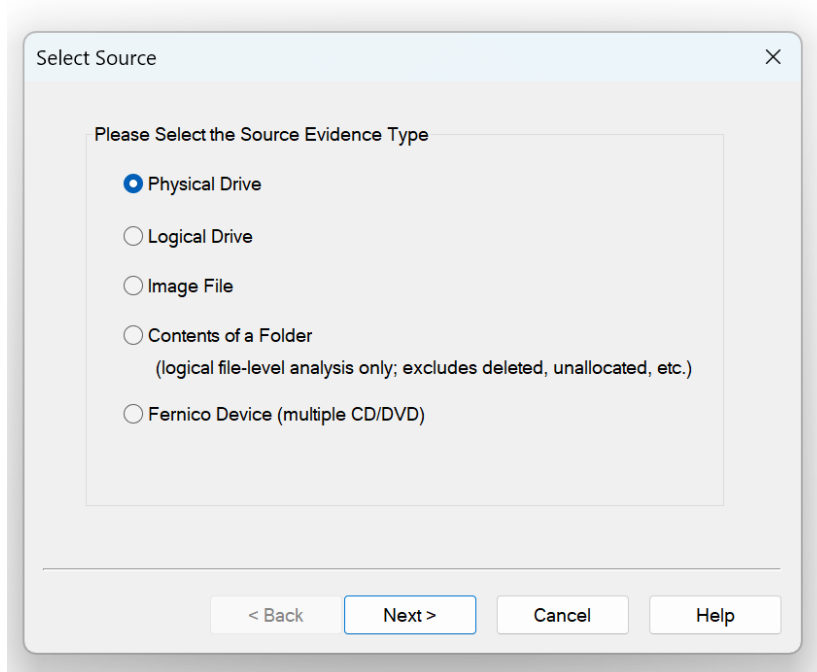 Select Source
Please Select the Source Evidence Type
Physical Drive
Logical Drive
Image File
Contents of a Folder
(logical file-level analysis only; excludes deleted, unallocated, etc.)
Fernico Device (multiple CD/DVD)
< Back
Next >
Cancel
Help